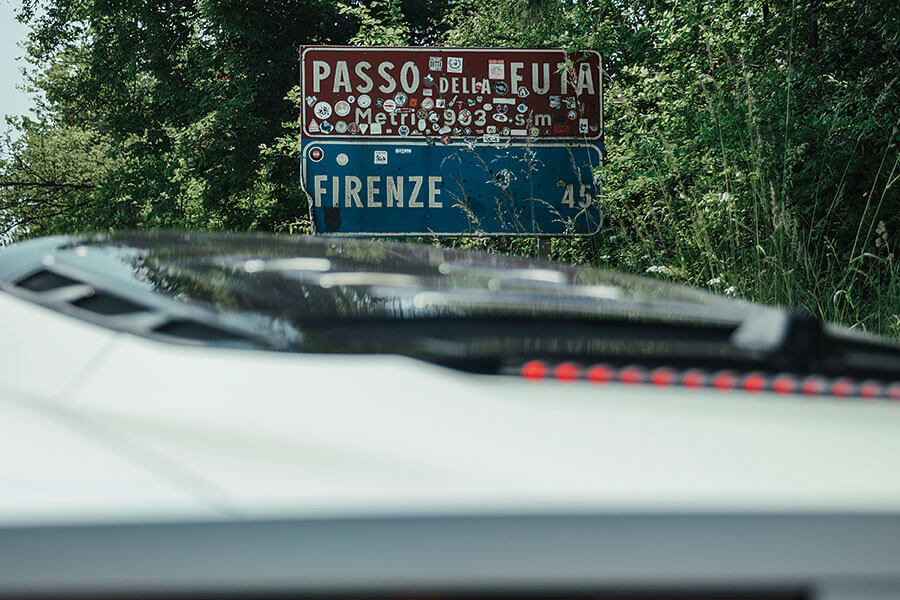 PASSO DELLA FUTA
Metri 903 s/m
FIRENZE 45